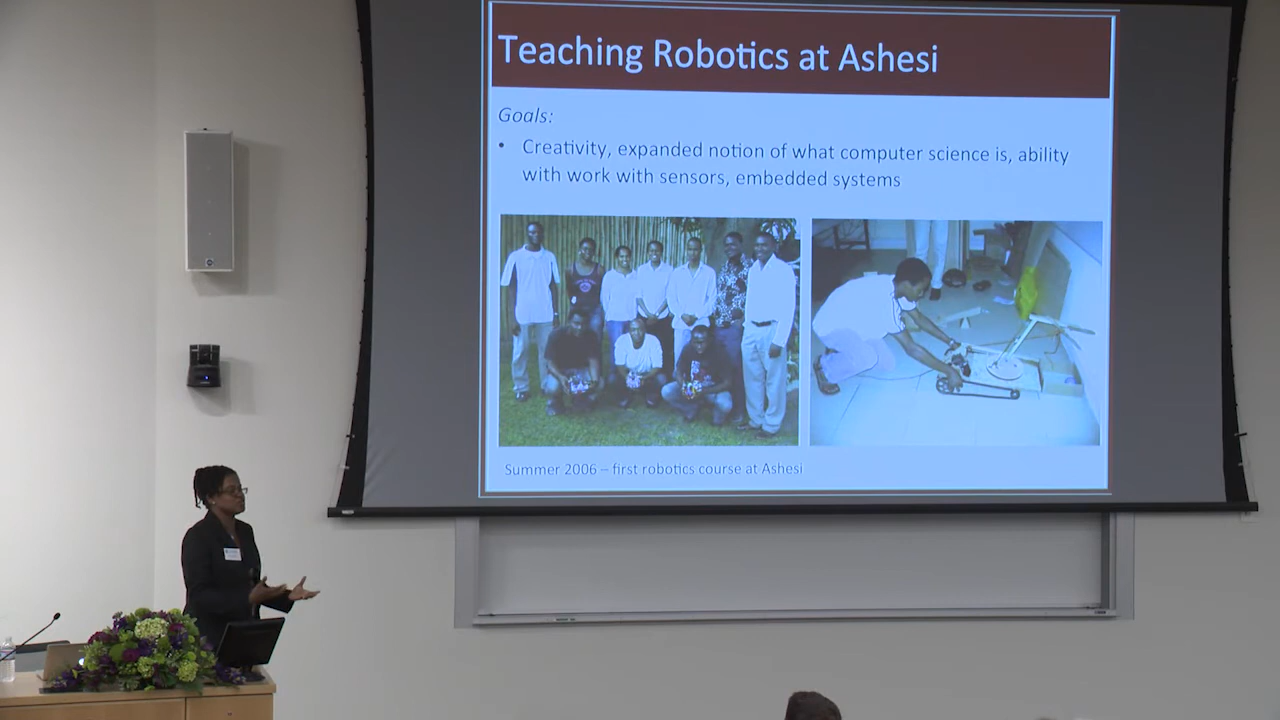 Teaching Robotics at Ashesi
Goals:
• Creativity, expanded notion of what computer science is, ability
with work with sensors, embedded systems
Summer 2006 – first robotics course at Ashesi